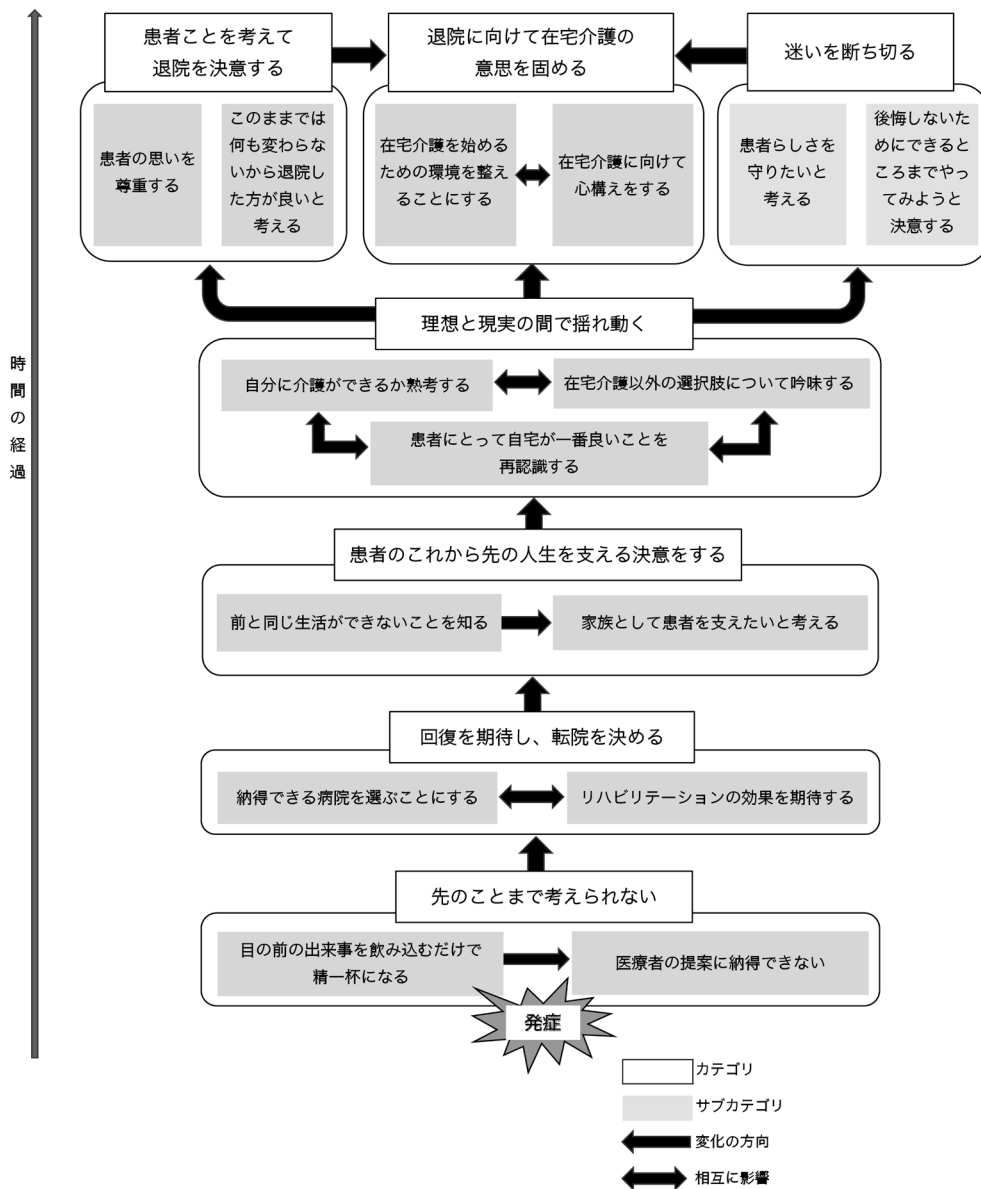 患者ことを考えて
退院を決意する
退院に向けて在宅介護の
意思を固める
迷いを断ち切る
患者の思いを
尊重する
このままでは
何も変わらな
いから退院し
た方が良いと
考える
在宅介護を始める
ための環境を整え
ることにする
在宅介護に向けて
心構えをする
患者らしさを
守りたいと
考える
後悔しないた
めにできると
ころまでやっ
てみようと
決意する
理想と現実の間で揺れ動く
自分に介護ができるか熟考する
在宅介護以外の選択肢について吟味する
患者にとって自宅が一番良いことを
再認識する
時間の経過
患者のこれから先の人生を支える決意をする
前と同じ生活ができないことを知る
家族として患者を支えたいと考える
回復を期待し、転院を決める
納得できる病院を選ぶことにする
リハビリテーションの効果を期待する
先のことまで考えられない
目の前の出来事を飲み込むだけで
精一杯になる
医療者の提案に納得できない
発症
カテゴリ
サブカテゴリ
変化の方向
相互に影響